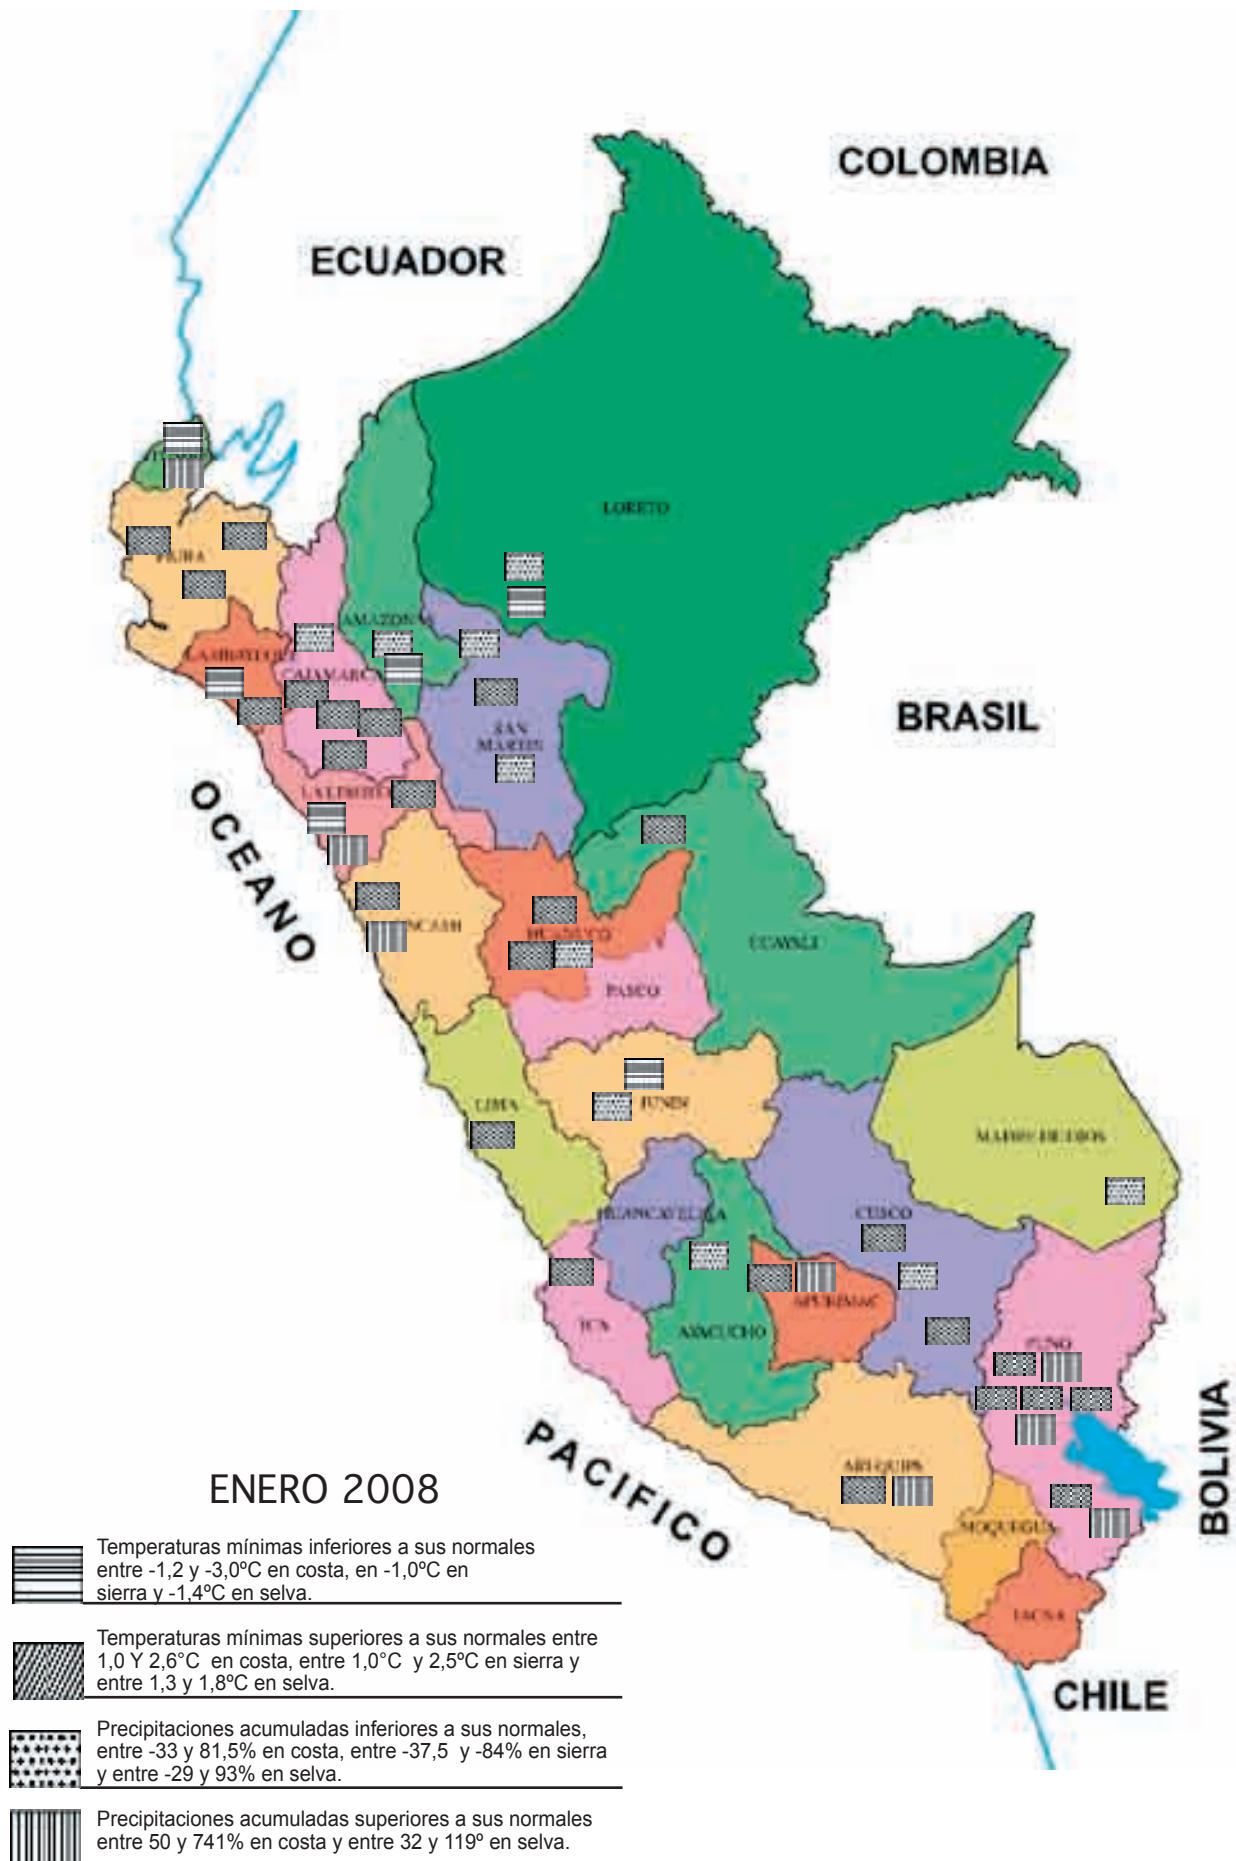 COLOMBIA
ECUADOR
LORETO
AMAZONAS
CAJAMARCA
BRASIL
SAN
MARTIN
OCEANO
HUANUCO
UCAYALI
PASCO
LIMA
JUNIN
MADRE DE DIOS
HUANCAVELICA
CUSCO
APURIMAC
ICA
AYACUCHO
PUNO
BOLIVIA
PACIFICO
MOQUEGUA
TACNA
CHILE
ENERO 2008
Temperaturas mínimas inferiores a sus normales
entre -1,2 y -3,0ºC en costa, en -1,0ºC en
sierra y -1,4ºC en selva.
Temperaturas mínimas superiores a sus normales entre
1,0 Y 2,6°C en costa, entre 1,0°C y 2,5ºC en sierra y
entre 1,3 y 1,8ºC en selva.
Precipitaciones acumuladas inferiores a sus normales,
entre -33 y 81,5% en costa, entre -37,5 y -84% en sierra
y entre -29 y 93% en selva.
Precipitaciones acumuladas superiores a sus normales
entre 50 y 741% en costa y entre 32 y 119º en selva.